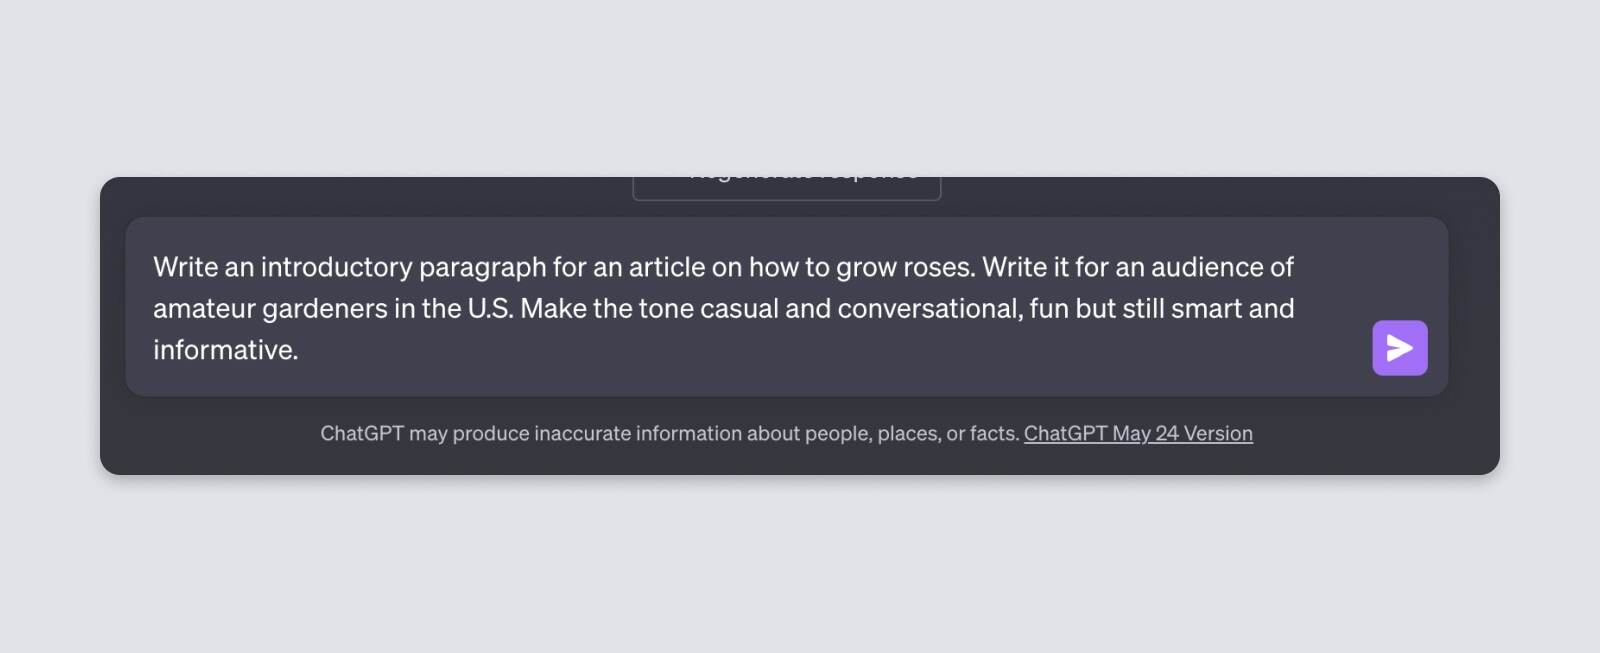 Regenerate response
Write an introductory paragraph for an article on how to grow roses. Write it for an audience of
amateur gardeners in the U.S. Make the tone casual and conversational, fun but still smart and
informative.
ChatGPT may produce inaccurate information about people, places, or facts. ChatGPT May 24 Version